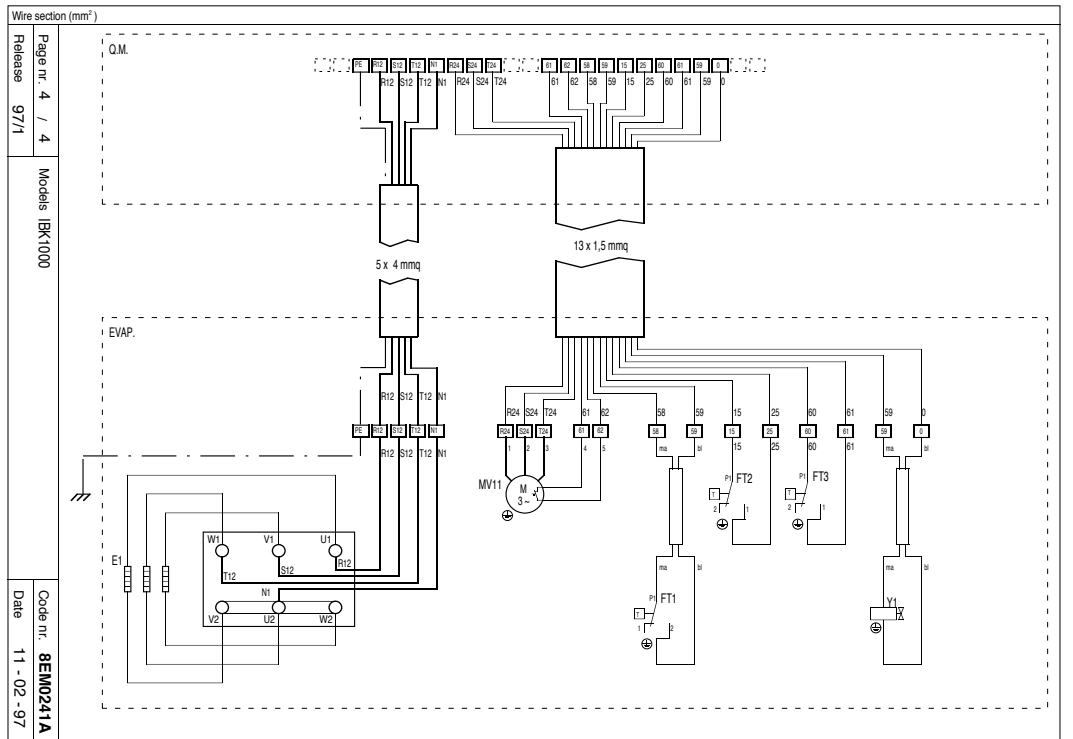 Wire section (mm²)
Page nr. 4 / 4
Release 97/1
Models IBK1000
Code nr. 8EM0241A
Date 11 - 02 - 97
Q.M.
PE R12 S12 T12 N1 R24 S24 T24 61 62 58 59 15 25 60 61 59 0
R12 S12 T12 N1 R24 S24 T24 61 62 58 59 15 25 60 61 59 0
13 x 1,5 mmq
5 x 4 mmq
EVAP.
R12 S12 T12 N1 R24 S24 T24 61 62 58 59 15 25 60 61 59 0
PE R12 S12 T12 N1 R24 S24 T24 61 62 58 59 15 25 60 61 59 0
R12 S12 T12 N1 1 2 3 4 5 ma bl 15 25 60 61 ma bl
MV11 M 3 ~
P1 FT2 P1 FT3
T T
2 1 2 1
W1 V1 U1
E1 T12 S12 R12
N1
V2 U2 W2
ma bl ma bl
P1 FT1 Y1
T
1 2